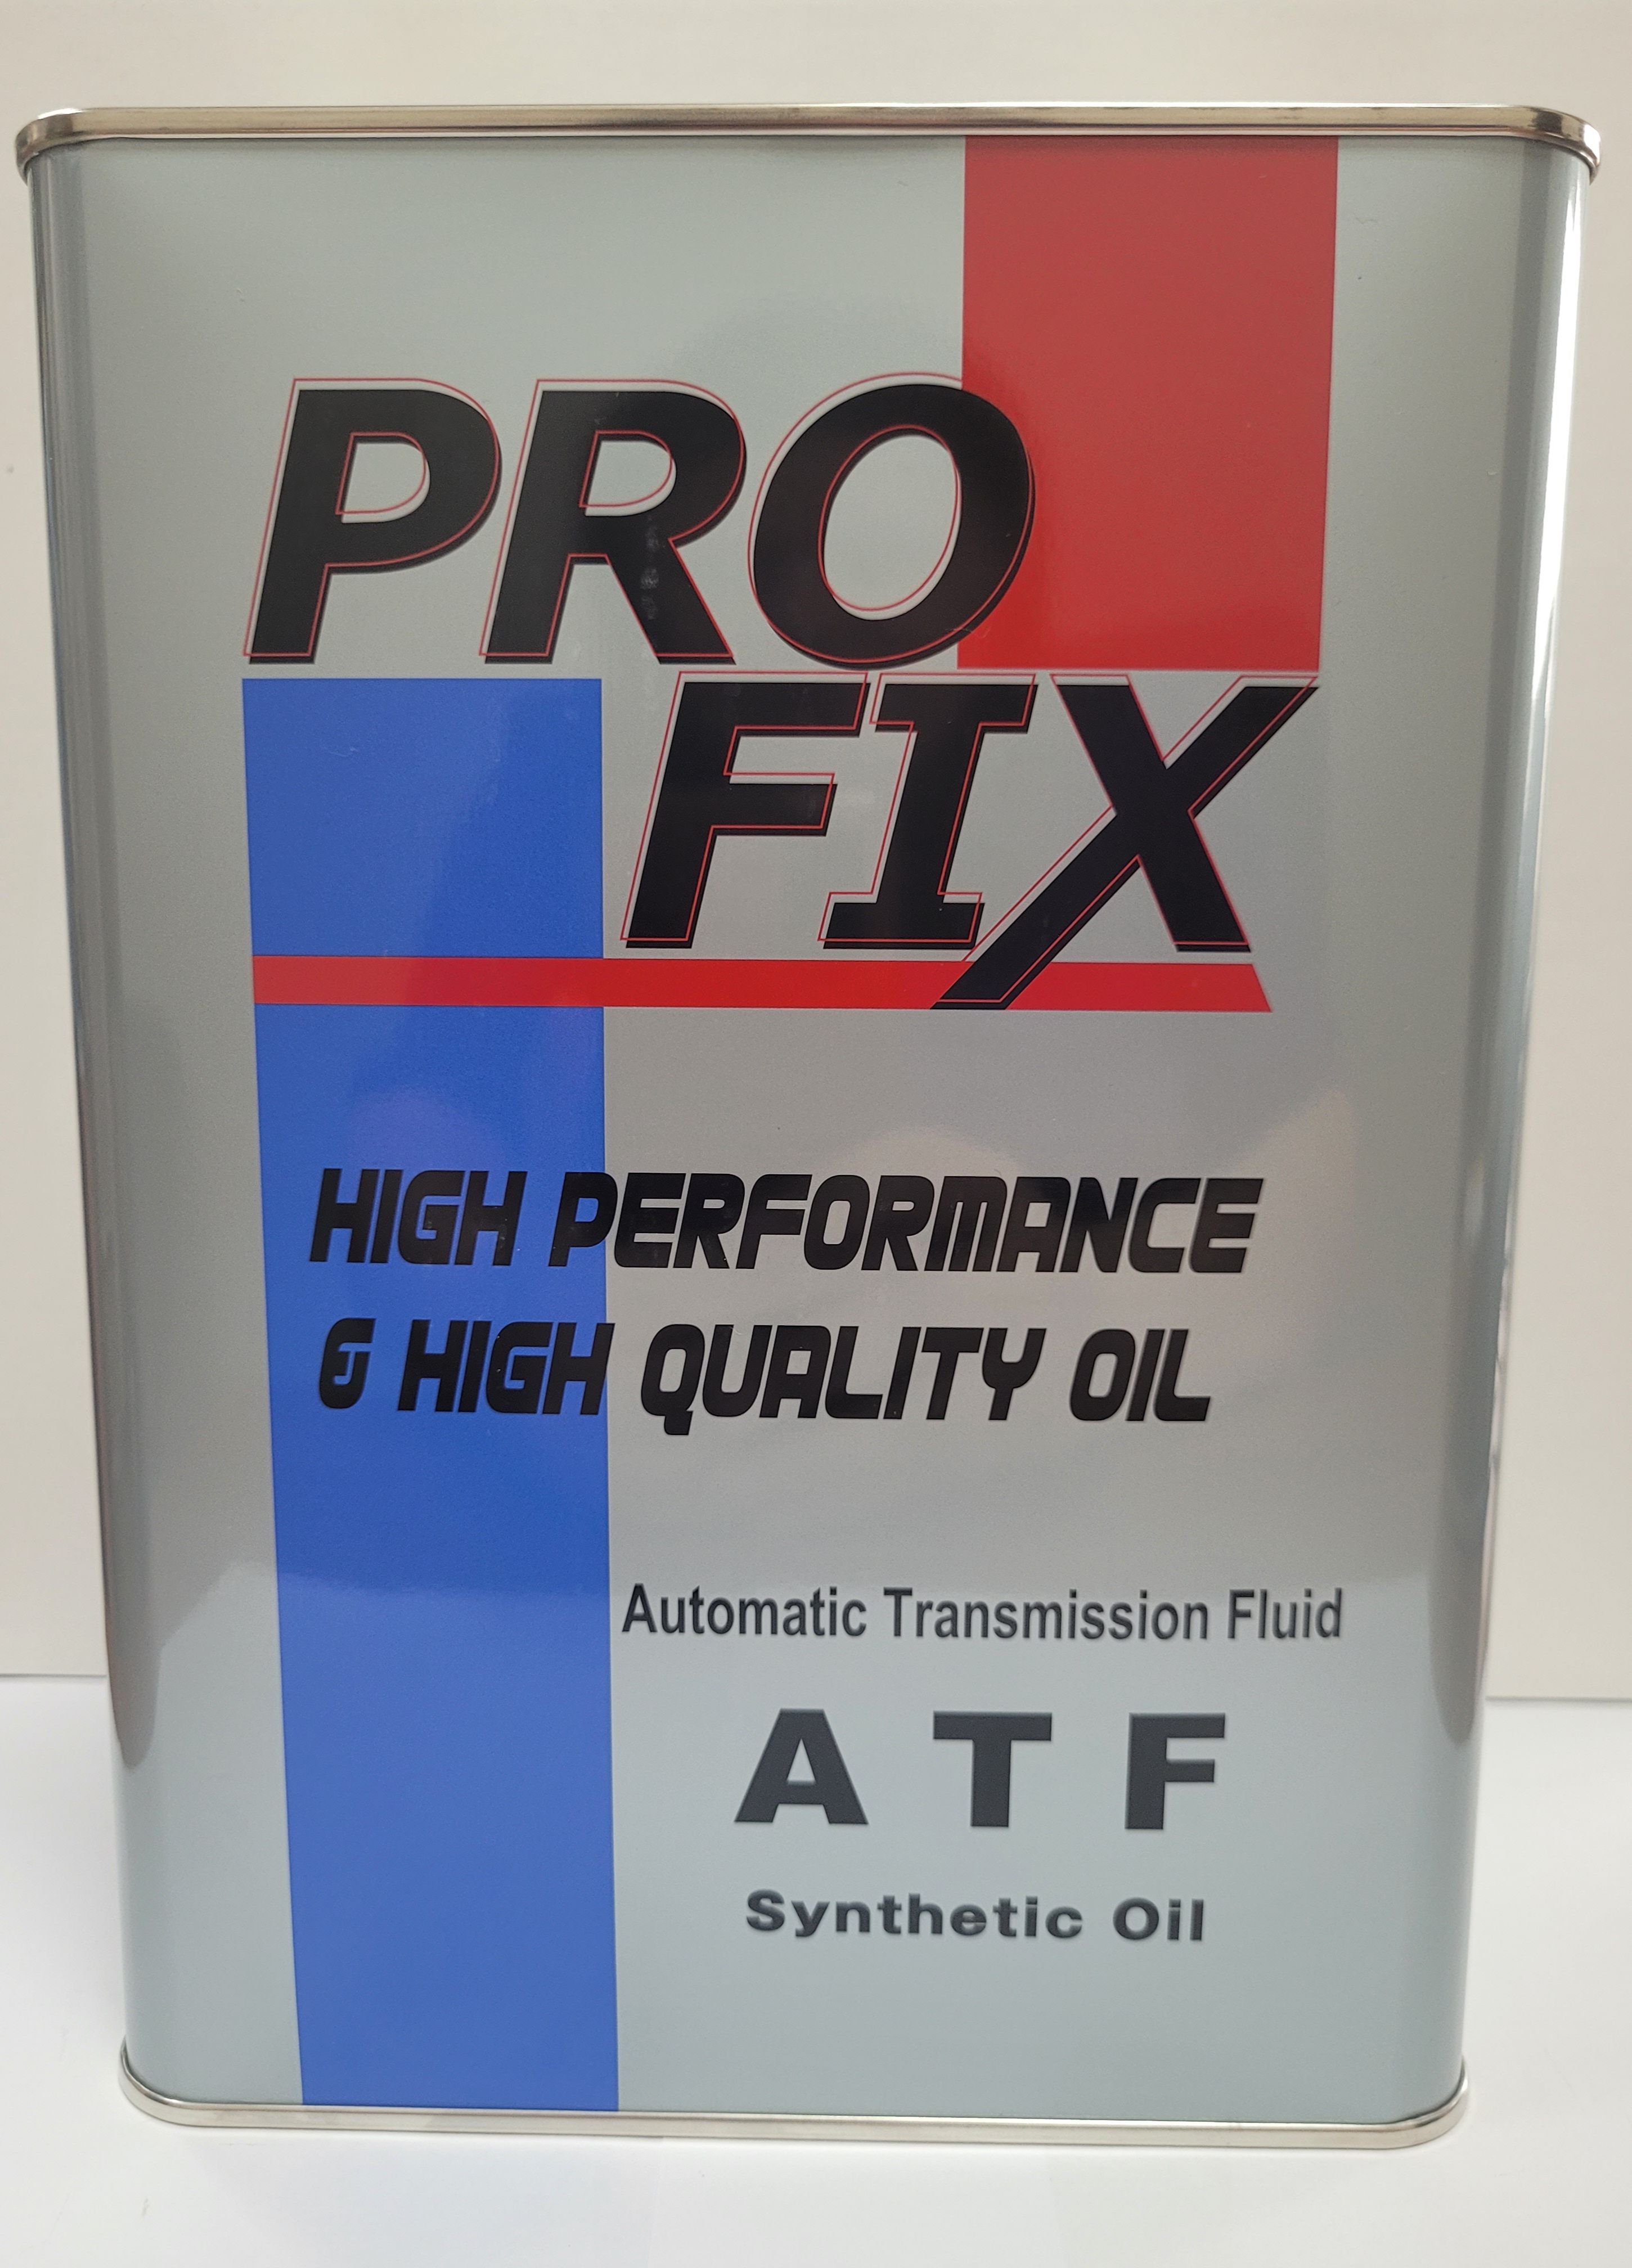 PRO
FIX
HIGH PERFORMANCE
& HIGH QUALITY OIL
Automatic Transmission Fluid
ATF
Synthetic Oil